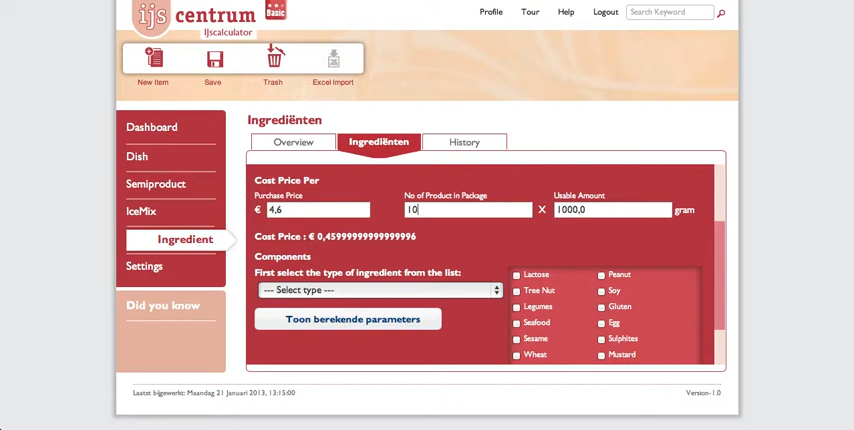 ijs centrum
IJscalculator
Basic
Profile Tour Help Logout Search Keyword
New Item Save Trash Excel Import
Dashboard
Dish
Semiproduct
IceMix
Ingredient
Settings
Did you know
Ingrediënten
Overview Ingrediënten History
Cost Price Per
Purchase Price No of Product in Package Usable Amount
€ 4,6 10 X 1000,0 gram
Cost Price : € 0,45999999999999996
Components
First select the type of ingredient from the list:
--- Select type ---
Toon berekende parameters
Lactose Peanut
Tree Nut Soy
Legumes Gluten
Seafood Egg
Sesame Sulphites
Wheat Mustard
Laatst bijgewerkt: Maandag 21 Januari 2013, 13:15:00 Version-1.0